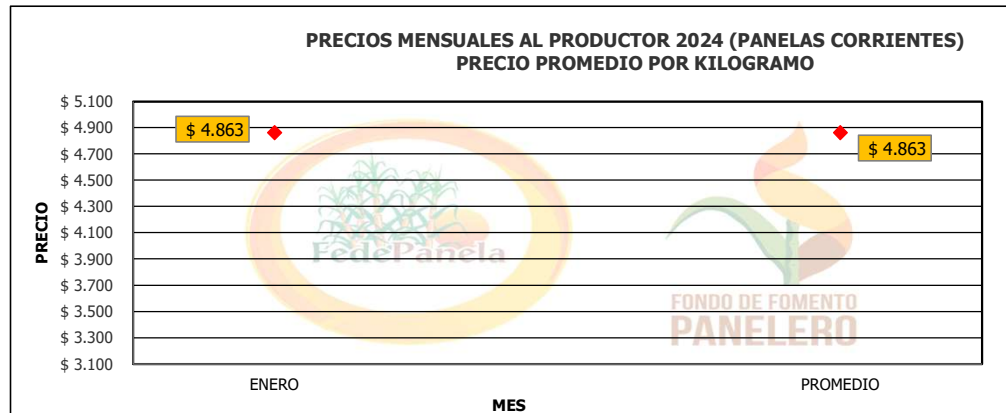 PRECIOS MENSUALES AL PRODUCTOR 2024 (PANELAS CORRIENTES)
PRECIO PROMEDIO POR KILOGRAMO
PRECIO
$ 5.100
$ 4.900
$ 4.700
$ 4.500
$ 4.300
$ 4.100
$ 3.900
$ 3.700
$ 3.500
$ 3.300
$ 3.100
$ 4.863
$ 4.863
FedePanela
FONDO DE FOMENTO
PANELERO
ENERO
PROMEDIO
MES